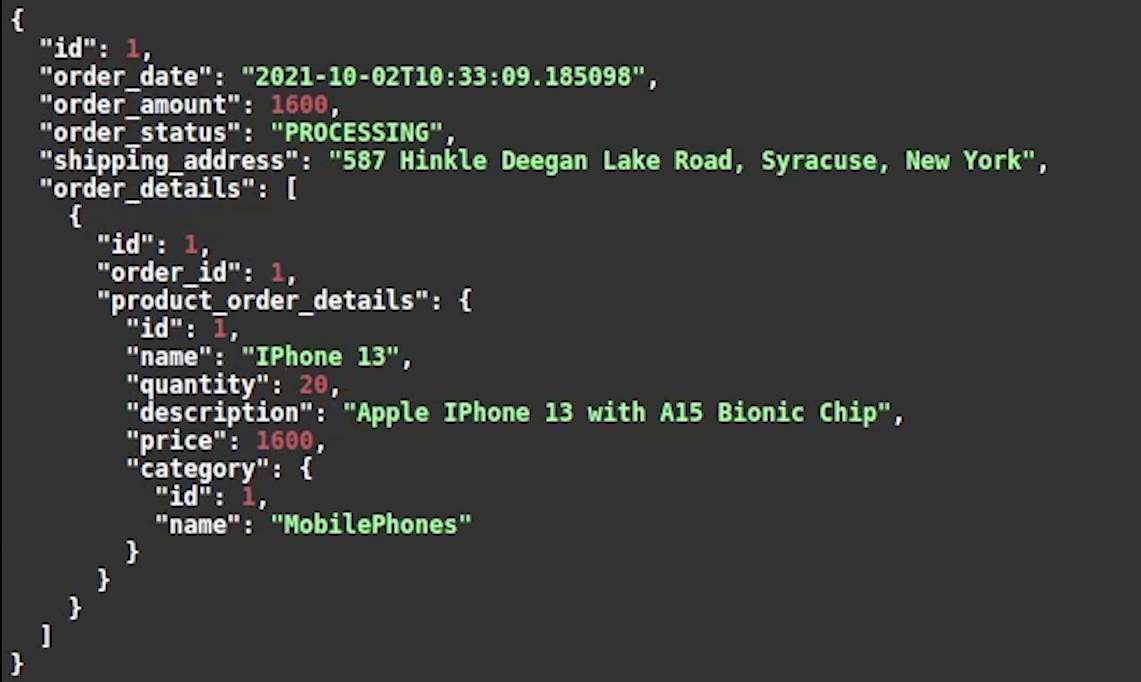 {
  "id": 1,
  "order_date": "2021-10-02T10:33:09.185098",
  "order_amount": 1600,
  "order_status": "PROCESSING",
  "shipping_address": "587 Hinkle Deegan Lake Road, Syracuse, New York",
  "order_details": [
    {
      "id": 1,
      "order_id": 1,
      "product_order_details": {
        "id": 1,
        "name": "IPhone 13",
        "quantity": 20,
        "description": "Apple IPhone 13 with A15 Bionic Chip",
        "price": 1600,
        "category": {
          "id": 1,
          "name": "MobilePhones"
        }
      }
    }
  ]
}